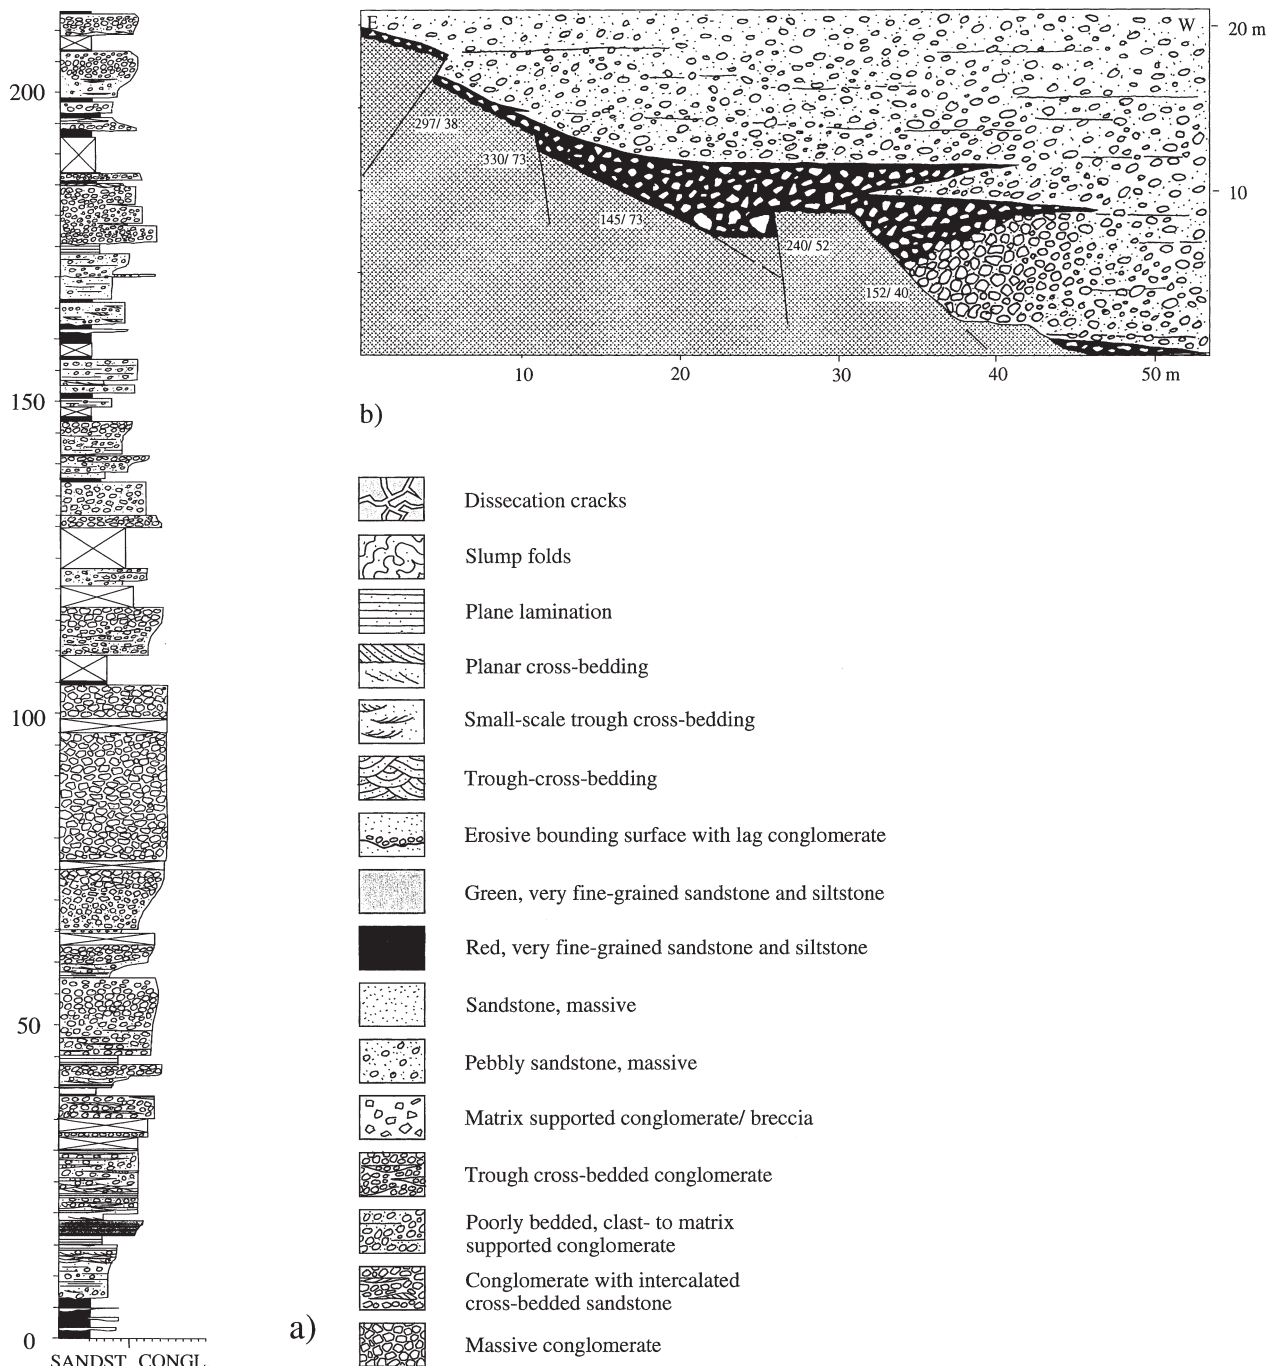 200
150
100
50
0
SANDST. CONGL.
a)
E
W
20 m
10
297/ 38
330/ 73
145/ 73
240/ 52
152/ 40
10
20
30
40
50 m
b)
Dissecation cracks
Slump folds
Plane lamination
Planar cross-bedding
Small-scale trough cross-bedding
Trough-cross-bedding
Erosive bounding surface with lag conglomerate
Green, very fine-grained sandstone and siltstone
Red, very fine-grained sandstone and siltstone
Sandstone, massive
Pebbly sandstone, massive
Matrix supported conglomerate/ breccia
Trough cross-bedded conglomerate
Poorly bedded, clast- to matrix
supported conglomerate
Conglomerate with intercalated
cross-bedded sandstone
Massive conglomerate